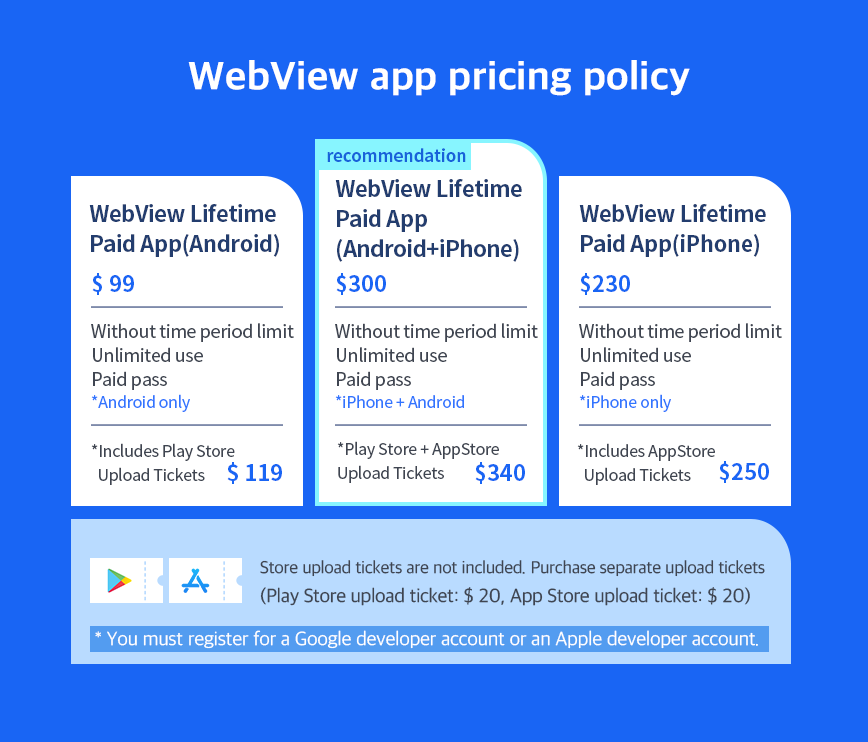 WebView app pricing policy
WebView Lifetime
Paid App(Android)
$ 99
Without time period limit
Unlimited use
Paid pass
*Android only
*Includes Play Store
Upload Tickets $ 119
recommendation
WebView Lifetime
Paid App
(Android+iPhone)
$300
Without time period limit
Unlimited use
Paid pass
*iPhone + Android
*Play Store + AppStore
Upload Tickets $340
WebView Lifetime
Paid App(iPhone)
$230
Without time period limit
Unlimited use
Paid pass
*iPhone only
*Includes AppStore
Upload Tickets $250
Store upload tickets are not included. Purchase separate upload tickets
(Play Store upload ticket: $ 20, App Store upload ticket: $ 20)
* You must register for a Google developer account or an Apple developer account.